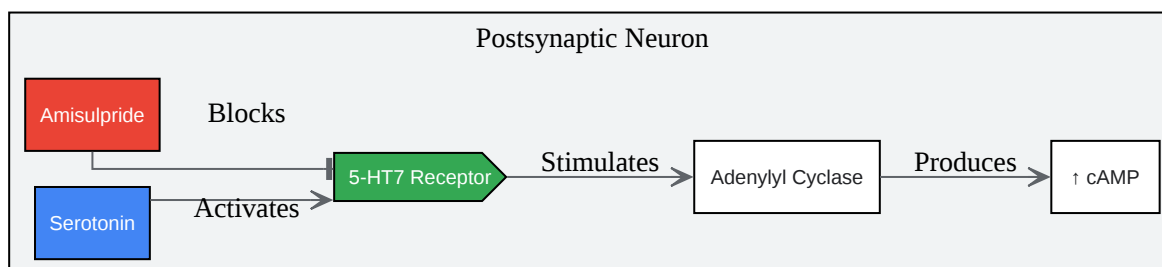 Postsynaptic Neuron
Amisulpride
Blocks
5-HT7 Receptor
Stimulates
Adenylyl Cyclase
Produces
↑ cAMP
Serotonin
Activates